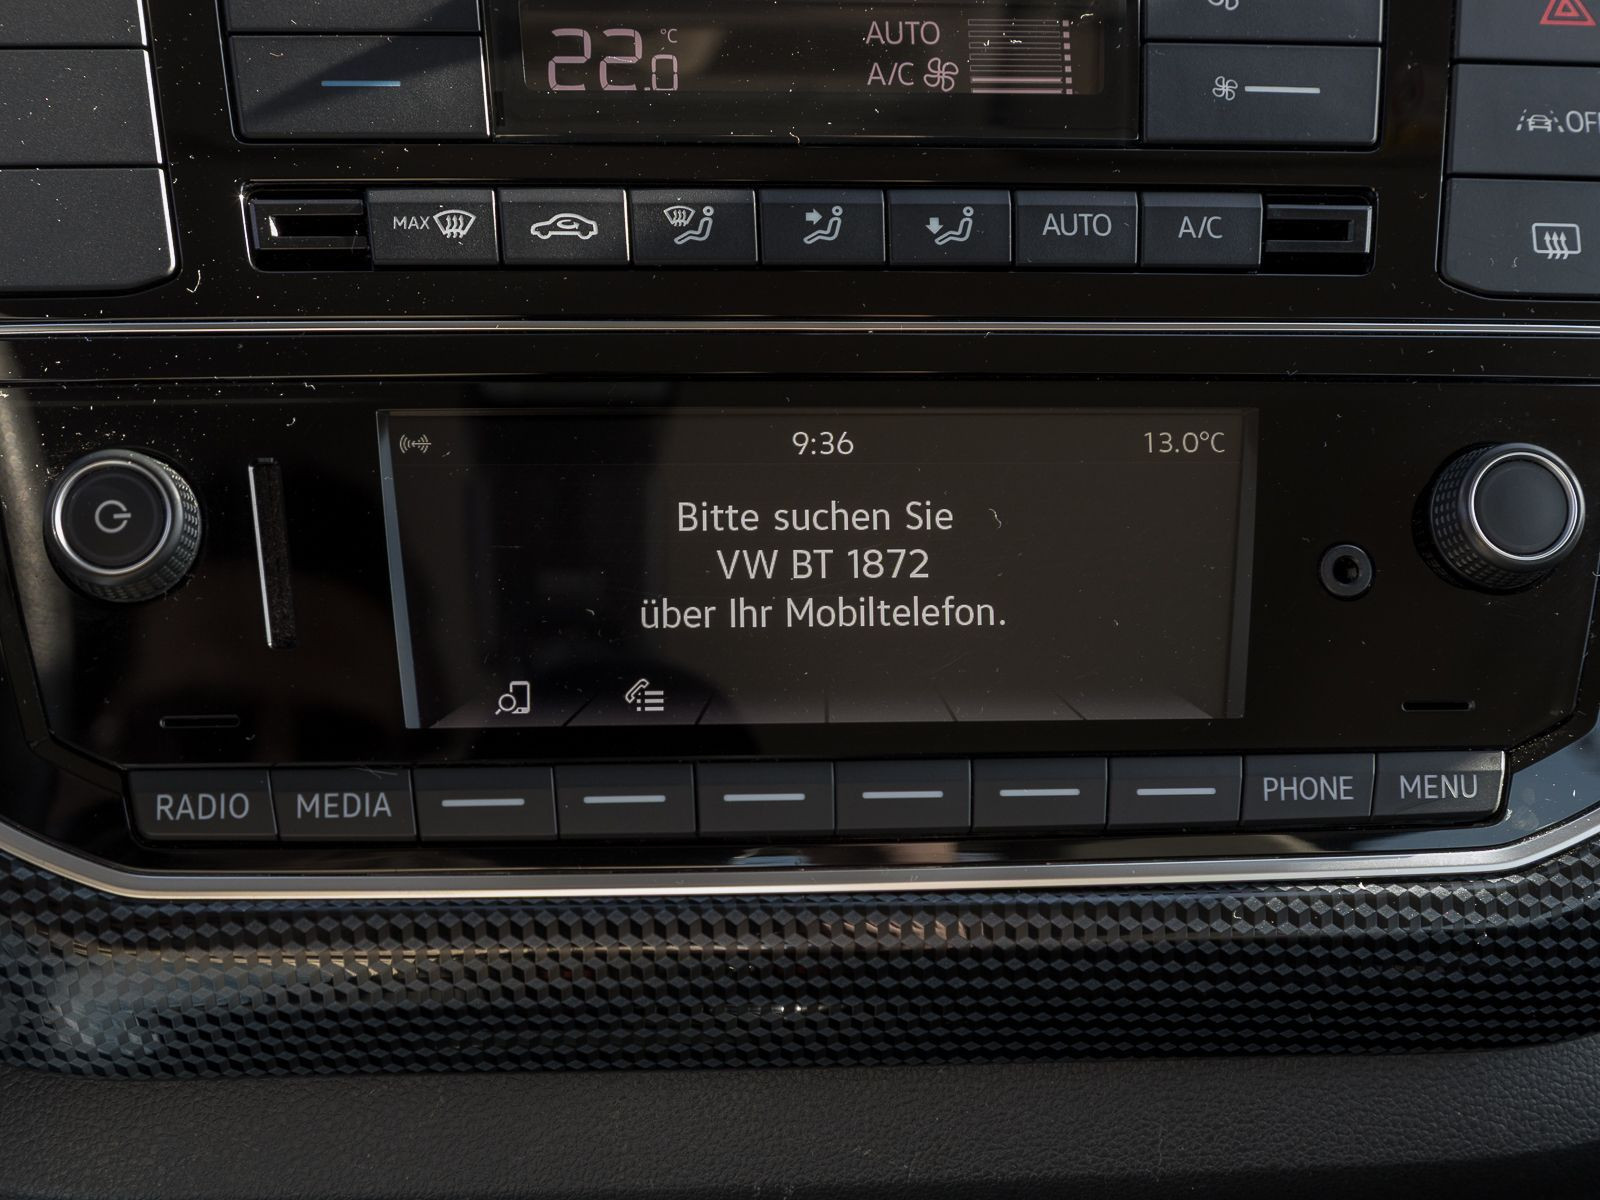 22.0 °C
AUTO
A/C
OFF
MAX
AUTO
A/C
9:36
13.0°C
Bitte suchen Sie
VW BT 1872
über Ihr Mobiltelefon.
RADIO
MEDIA
PHONE
MENU